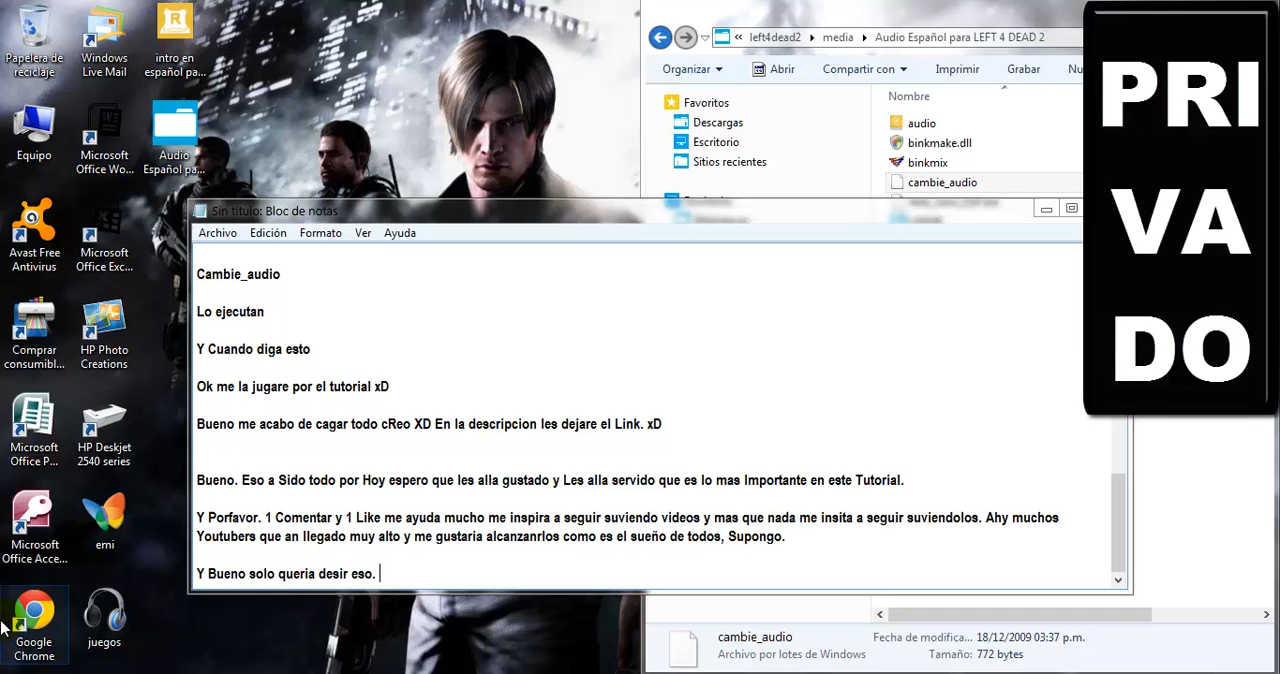 Papelera de
reciclaje
Windows
Live Mail
intro en
español pa...
Equipo
Microsoft
Office Wo...
Audio
Español pa...
Avast Free
Antivirus
Microsoft
Office Exc...
Comprar
consumibl...
HP Photo
Creations
Microsoft
Office P...
HP Deskjet
2540 series
Microsoft
Office Acce...
emi
Google
Chrome
juegos
« left4dead2 media Audio Español para LEFT 4 DEAD 2
Organizar Abrir Compartir con Imprimir Grabar Nu
Favoritos
Descargas
Escritorio
Sitios recientes
Nombre
audio
binkmake.dll
binkmix
cambie_audio
Sin título: Bloc de notas
Archivo Edición Formato Ver Ayuda
Cambie_audio
Lo ejecutan
Y Cuando diga esto
Ok me la jugare por el tutorial xD
Bueno me acabo de cagar todo cReo XD En la descripcion les dejare el Link. xD
Bueno. Eso a Sido todo por Hoy espero que les alla gustado y Les alla servido que es lo mas Importante en este Tutorial.
Y Porfavor. 1 Comentar y 1 Like me ayuda mucho me inspira a seguir suviendo videos y mas que nada me insita a seguir suviendolos. Ahy muchos
Youtubers que an llegado muy alto y me gustaria alcanzanrlos como es el sueño de todos, Supongo.
Y Bueno solo queria desir eso.
cambie_audio Fecha de modifica... 18/12/2009 03:37 p.m.
Archivo por lotes de Windows Tamaño: 772 bytes
PRI
VA
DO